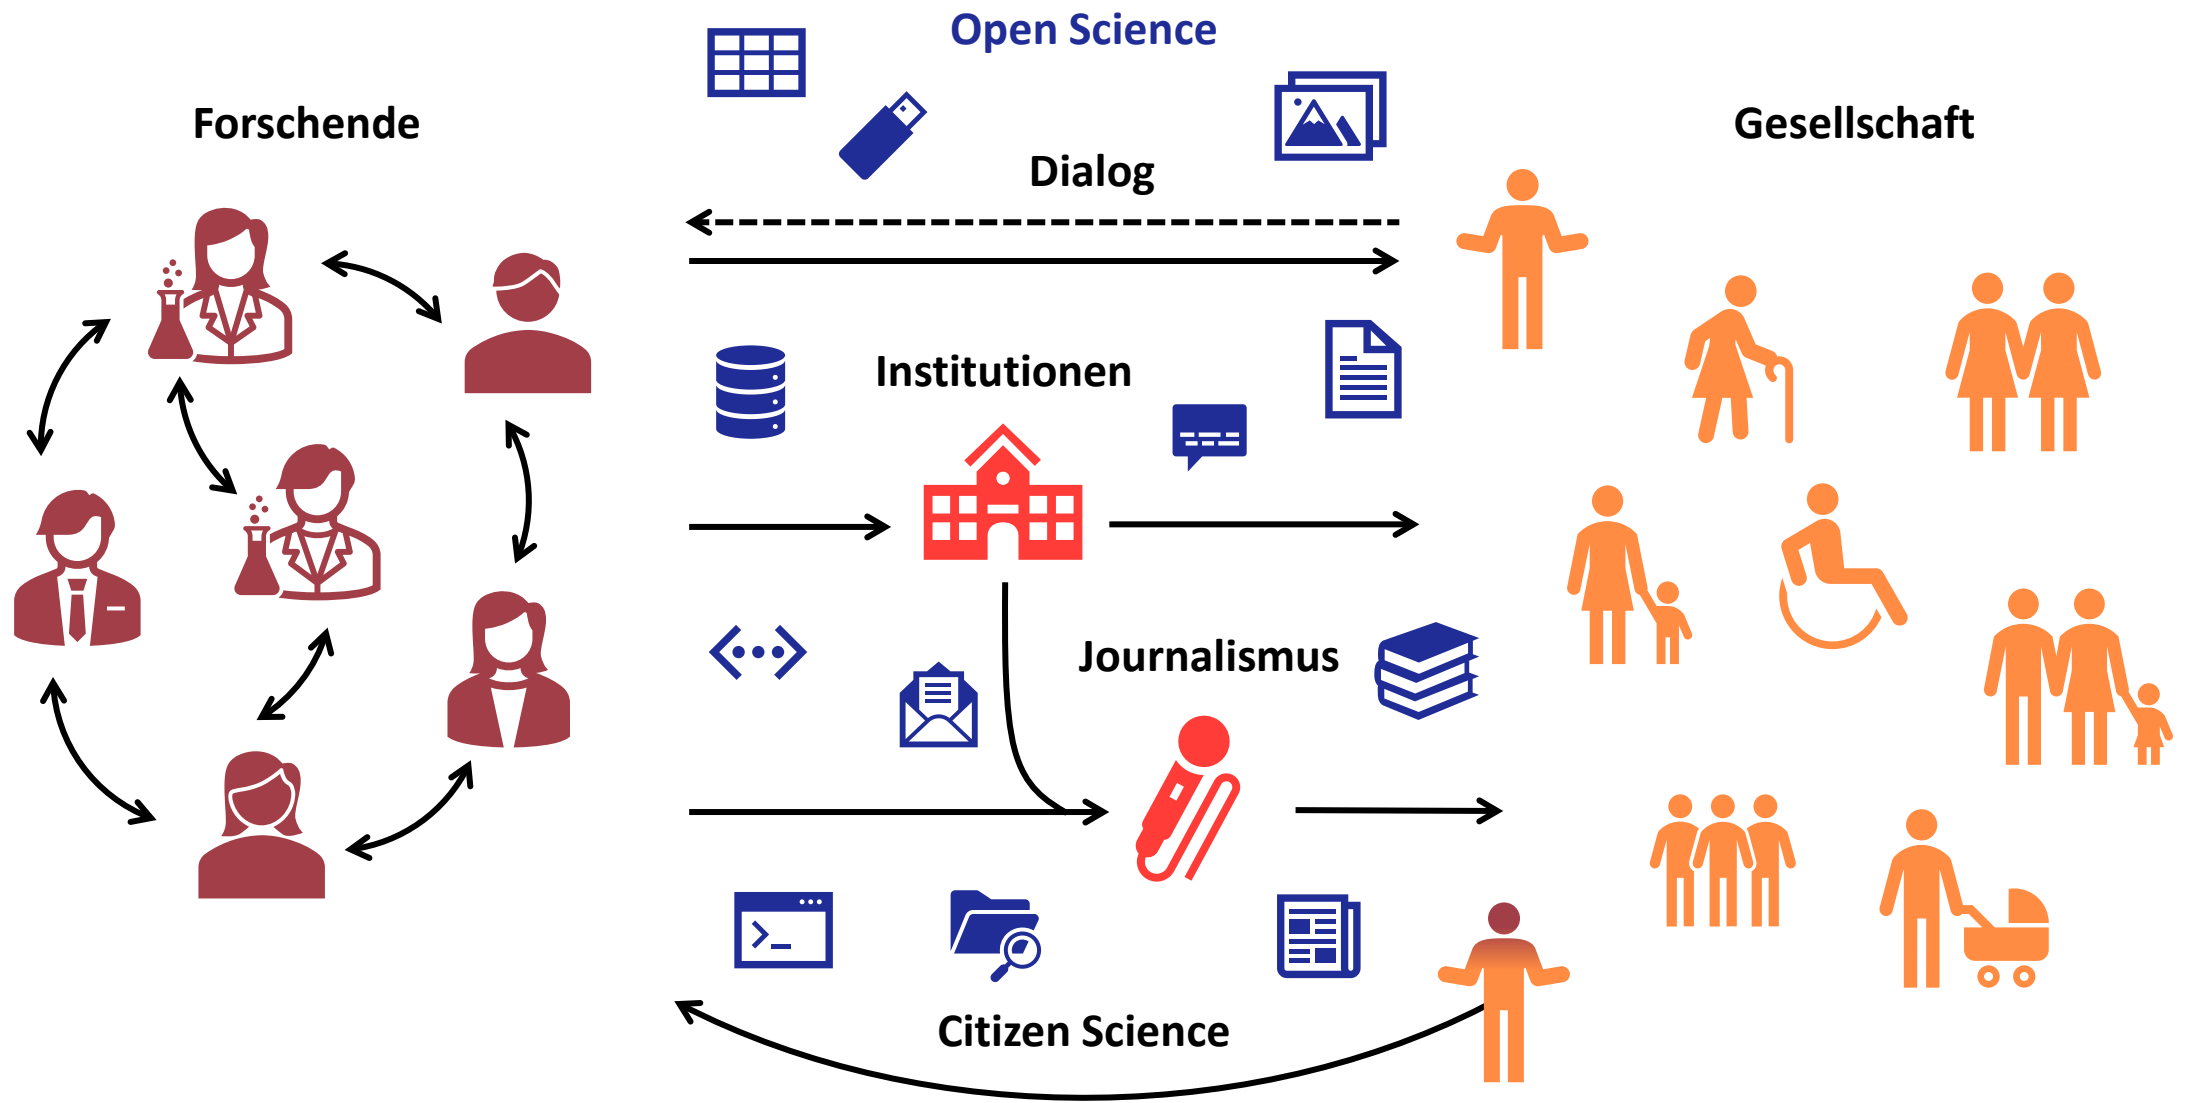 Open Science
Forschende
Gesellschaft
Dialog
Institutionen
Journalismus
Citizen Science